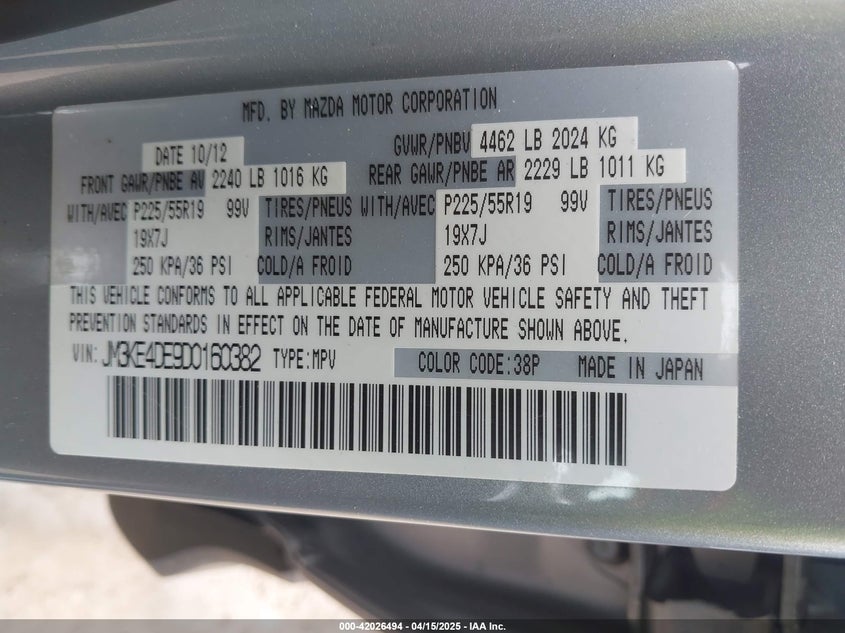 MFD. BY MAZDA MOTOR CORPORATION
DATE 10/12 GVWR/PNBV 4462 LB 2024 KG
FRONT GAWR/PNBE AV 2240 LB 1016 KG REAR GAWR/PNBE AR 2229 LB 1011 KG
WITH/AVEC P225/55R19 99V TIRES/PNEUS WITH/AVEC P225/55R19 99V TIRES/PNEUS
19X7J RIMS/JANTES 19X7J RIMS/JANTES
250 KPA/36 PSI COLD/A FROID 250 KPA/36 PSI COLD/A FROID
THIS VEHICLE CONFORMS TO ALL APPLICABLE FEDERAL MOTOR VEHICLE SAFETY AND THEFT
PREVENTION STANDARDS IN EFFECT ON THE DATE OF MANUFACTURE SHOWN ABOVE.
VIN: JM3KE4DE9D0160382 TYPE:MPV COLOR CODE:38P MADE IN JAPAN
000-42026494 - 04/15/2025 - IAA Inc.